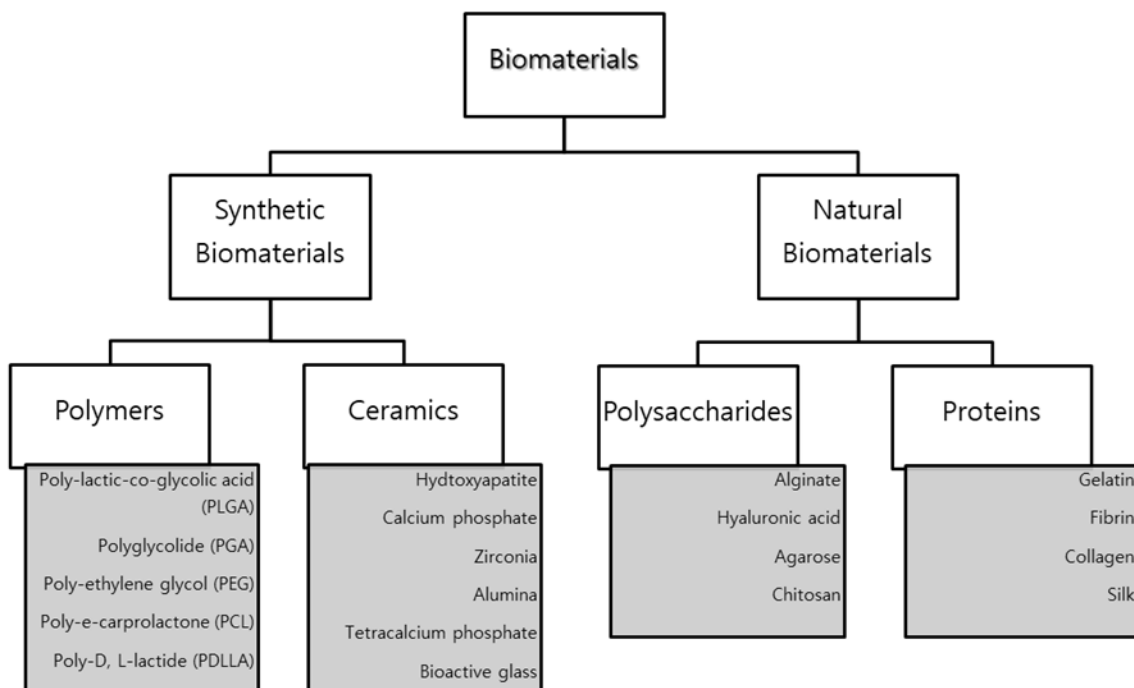 Biomaterials
Synthetic
Biomaterials
Natural
Biomaterials
Polymers
Poly-lactic-co-glycolic acid
(PLGA)
Polyglycolide (PGA)
Poly-ethylene glycol (PEG)
Poly-e-carprolactone (PCL)
Poly-D, L-lactide (PDLLA)
Ceramics
Hydtoxyapatite
Calcium phosphate
Zirconia
Alumina
Tetracalcium phosphate
Bioactive glass
Polysaccharides
Alginate
Hyaluronic acid
Agarose
Chitosan
Proteins
Gelatin
Fibrin
Collagen
Silk